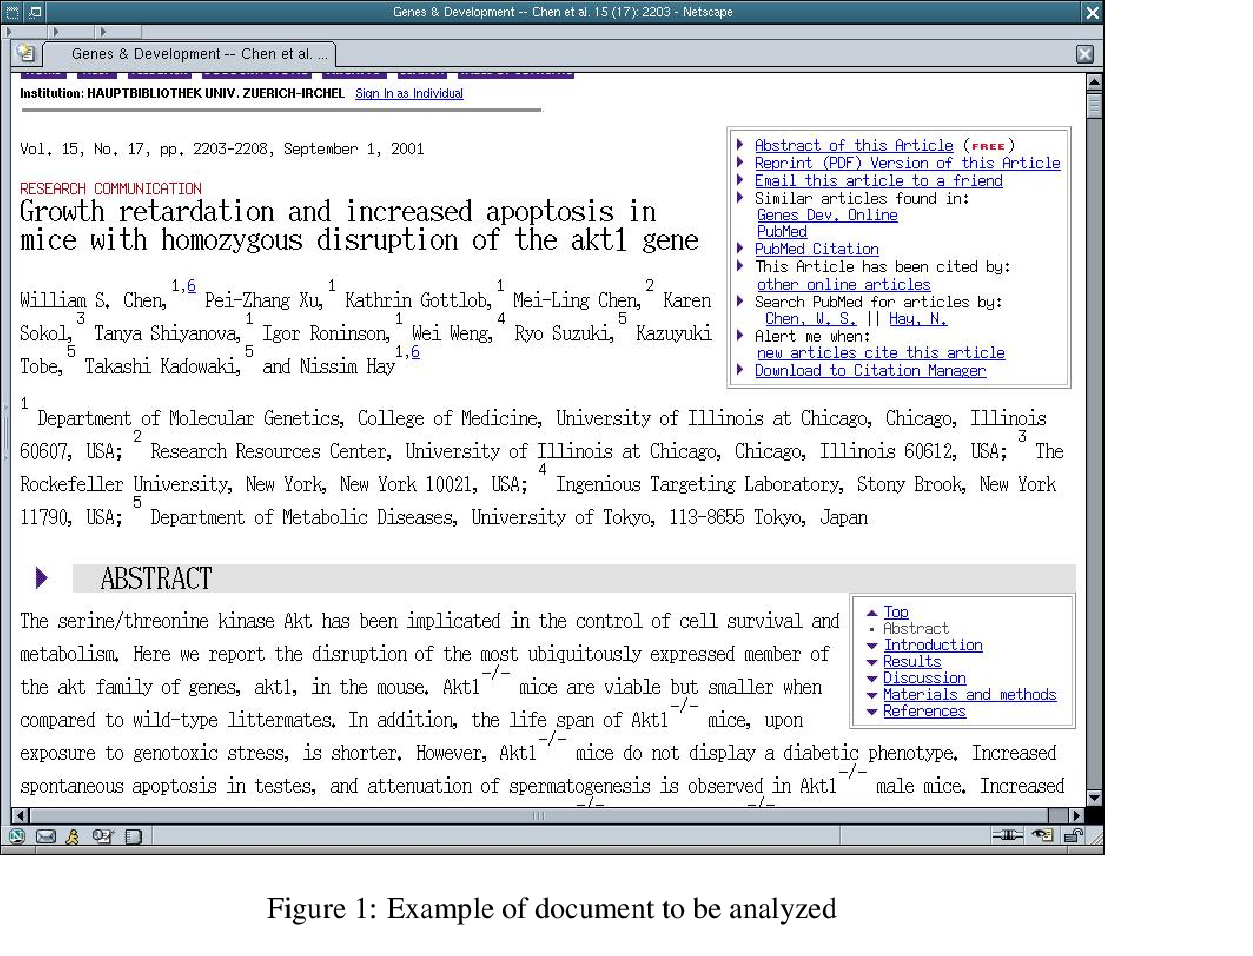 Genes & Development -- Chen et al. 15 (17): 2203 - Netscape
Genes & Development -- Chen et al. ...
Institution: HAUPTBIBLIOTHEK UNIV. ZUERICH-IRCHEL Sign In as Individual
Vol. 15, No. 17, pp. 2203-2208, September 1, 2001
RESEARCH COMMUNICATION
Growth retardation and increased apoptosis in
mice with homozygous disruption of the akt1 gene
William S. Chen,1,6 Pei-Zhang Xu,1 Kathrin Gottlob,1 Mei-Ling Chen,2 Karen
Sokol,3 Tanya Shiyanova,1 Igor Roninson,1 Wei Weng,4 Ryo Suzuki,5 Kazuyuki
Tobe,5 Takashi Kadowaki,5 and Nissim Hay1,6
Abstract of this Article (FREE)
Reprint (PDF) Version of this Article
Email this article to a friend
Similar articles found in:
Genes Dev. Online
PubMed
PubMed Citation
This Article has been cited by:
other online articles
Search PubMed for articles by:
Chen, W. S. || Hay, N.
Alert me when:
new articles cite this article
Download to Citation Manager
1 Department of Molecular Genetics, College of Medicine, University of Illinois at Chicago, Chicago, Illinois
60607, USA; 2 Research Resources Center, University of Illinois at Chicago, Chicago, Illinois 60612, USA; 3 The
Rockefeller University, New York, New York 10021, USA; 4 Ingenious Targeting Laboratory, Stony Brook, New York
11790, USA; 5 Department of Metabolic Diseases, University of Tokyo, 113-8655 Tokyo, Japan
ABSTRACT
The serine/threonine kinase Akt has been implicated in the control of cell survival and
metabolism. Here we report the disruption of the most ubiquitously expressed member of
the akt family of genes, akt1, in the mouse. Akt1-/- mice are viable but smaller when
compared to wild-type littermates. In addition, the life span of Akt1-/- mice, upon
exposure to genotoxic stress, is shorter. However, Akt1-/- mice do not display a diabetic phenotype. Increased
spontaneous apoptosis in testes, and attenuation of spermatogenesis is observed in Akt1-/- male mice. Increased
-/- -/-
Top
Abstract
Introduction
Results
Discussion
Materials and methods
References
Figure 1: Example of document to be analyzed